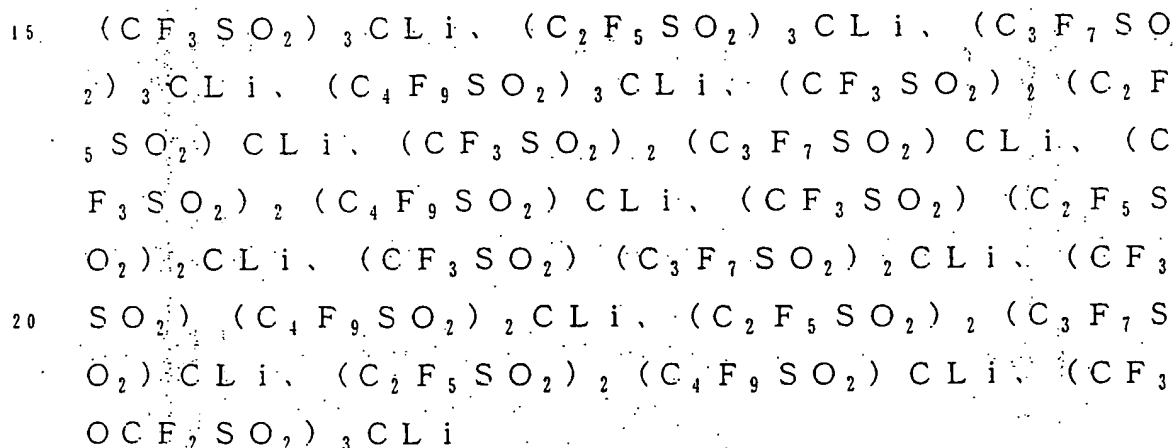 15 (CF₃SO₂)₃CLi、(C₂F₅SO₂)₃CLi、(C₃F₇SO
₂)₃CLi、(C₄F₉SO₂)₃CLi、(CF₃SO₂)₂(C₂F
₅SO₂)CLi、(CF₃SO₂)₂(C₃F₇SO₂)CLi、(C
F₃SO₂)₂(C₄F₉SO₂)CLi、(CF₃SO₂)(C₂F₅S
O₂)₂CLi、(CF₃SO₂)(C₃F₇SO₂)₂CLi、(CF₃
20 SO₂)(C₄F₉SO₂)₂CLi、(C₂F₅SO₂)₂(C₃F₇S
O₂)CLi、(C₂F₅SO₂)₂(C₄F₉SO₂)CLi、(CF₃
OCF₂SO₂)₃CLi